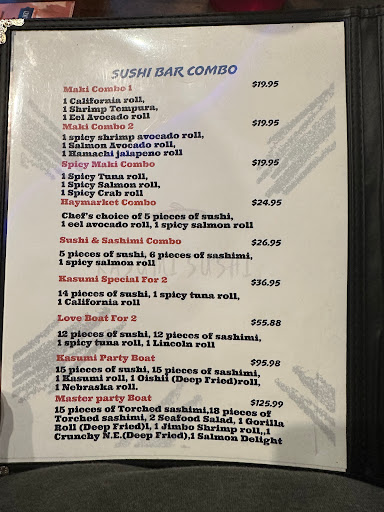 SUSHI BAR COMBO
Maki Combo 1 $19.95
1 California roll,
1 Shrimp Tempura,
1 Eel Avocado roll
Maki Combo 2 $19.95
1 spicy shrimp avocado roll,
1 Salmon Avocado roll,
1 Hamachi jalapeno roll
Spicy Maki Combo $19.95
1 Spicy Tuna roll,
1 Spicy Salmon roll,
1 Spicy Crab roll
Haymarket Combo $24.95
Chef's choice of 5 pieces of sushi,
1 eel avocado roll, 1 spicy salmon roll
Sushi & Sashimi Combo $26.95
5 pieces of sushi, 6 pieces of sashimi,
1 spicy salmon roll
KASUMI SUSHI
Kasumi Special For 2 $36.95
14 pieces of sushi, 1 spicy tuna roll,
1 California roll
Love Boat For 2 $55.88
12 pieces of sushi, 12 pieces of sashimi,
1 spicy tuna roll, 1 Lincoln roll
Kasumi Party Boat $95.98
15 pieces of sushi, 15 pieces of sashimi,
1 Kasumi roll, 1 Oishii (Deep Fried)roll,
1 Nebraska roll.
Master party Boat $125.99
15 pieces of Torched sashimi,18 pieces of
Torched sashimi, 2 Seafood Salad, 1 Gorilla
Roll (Deep Fried)l, 1 Jimbo Shrimp roll,,1
Crunchy N.E.(Deep Fried),1 Salmon Delight